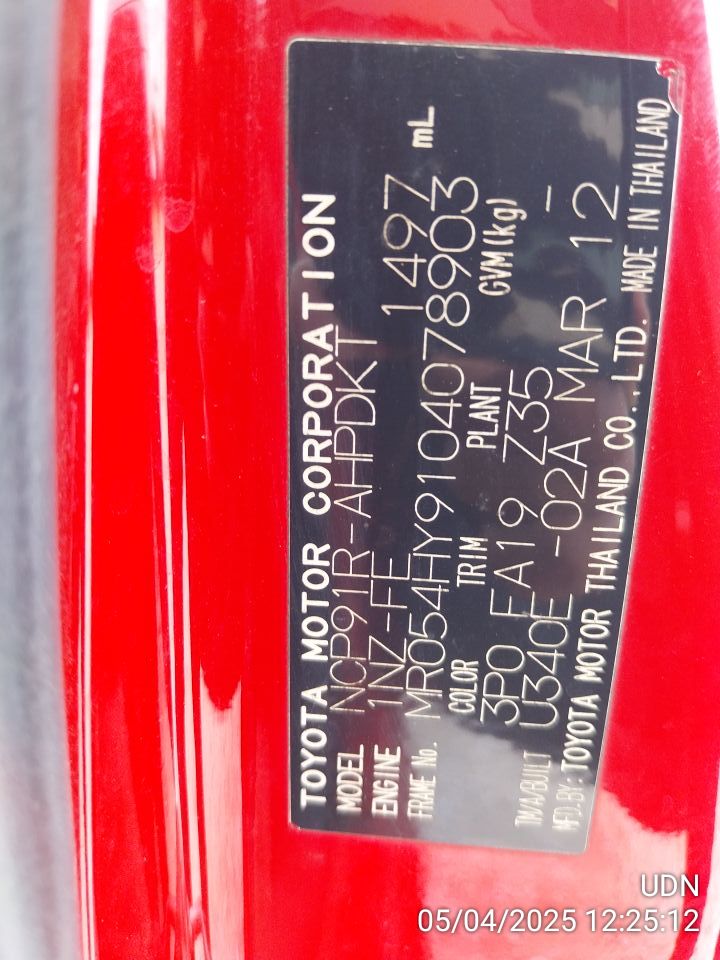 TOYOTA MOTOR CORPORATION
MODEL NCP91R-AHPDKT
ENGINE 1NZ-FE 1497 mL
FRAME No. MR054HY9104078903
COLOR TRIM PLANT GVM(kg)
3P0 FA19 Z35 -
TM/A/BUILT U340E -02A MAR 12
MFD.BY: TOYOTA MOTOR THAILAND CO.,LTD. MADE IN THAILAND
UDN
05/04/2025 12:25:12